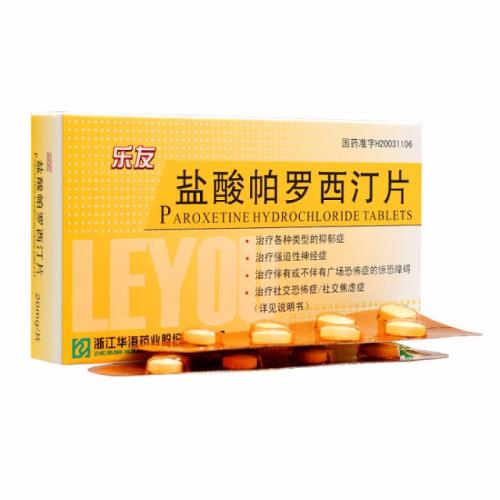 乐友
国药准字H20031106
盐酸帕罗西汀片
PAROXETINE HYDROCHLORIDE TABLETS
LEYOU
·治疗各种类型的抑郁症
·治疗强迫性神经症
·治疗伴有或不伴有广场恐怖症的惊恐障碍
·治疗社交恐怖症/社交焦虑症
(详见说明书)
浙江华海药业股份
乐友
盐酸帕罗西汀片
20mg/片